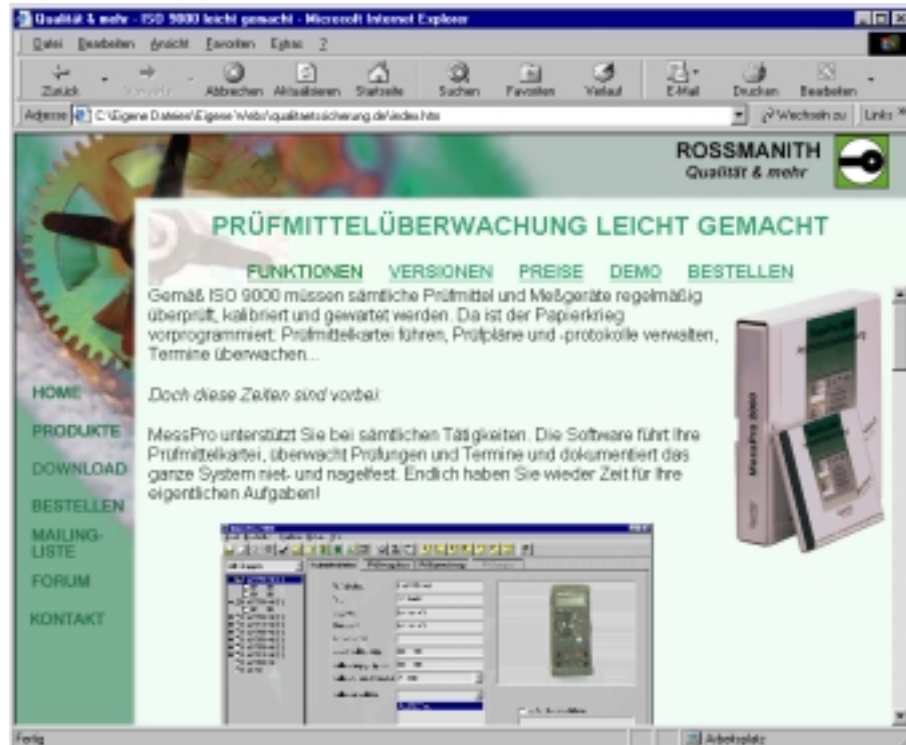 Qualität & mehr - ISO 9000 leicht gemacht - Microsoft Internet Explorer
Datei Bearbeiten Ansicht Favoriten Extras ?
Zurück Vorwärts Abbrechen Aktualisieren Startseite Suchen Favoriten Verlauf E-Mail Drucken Bearbeiten
Adresse C:\Eigene Dateien\Eigene Webs\qualitaetssicherung.de\index.htm Wechseln zu Links
ROSSMANITH
Qualität & mehr
PRÜFMITTELÜBERWACHUNG LEICHT GEMACHT
FUNKTIONEN VERSIONEN PREISE DEMO BESTELLEN
Gemäß ISO 9000 müssen sämtliche Prüfmittel und Meßgeräte regelmäßig
überprüft, kalibriert und gewartet werden. Da ist der Papierkrieg
vorprogrammiert: Prüfmittelkartei führen, Prüfpläne und -protokolle verwalten,
Termine überwachen...
Doch diese Zeiten sind vorbei:
MessPro unterstützt Sie bei sämtlichen Tätigkeiten. Die Software führt Ihre
Prüfmittelkartei, überwacht Prüfungen und Termine und dokumentiert das
ganze System niet- und nagelfest. Endlich haben Sie wieder Zeit für Ihre
eigentlichen Aufgaben!
HOME
PRODUKTE
DOWNLOAD
BESTELLEN
MAILING-
LISTE
FORUM
KONTAKT
MessPro 2000
Fertig Arbeitsplatz